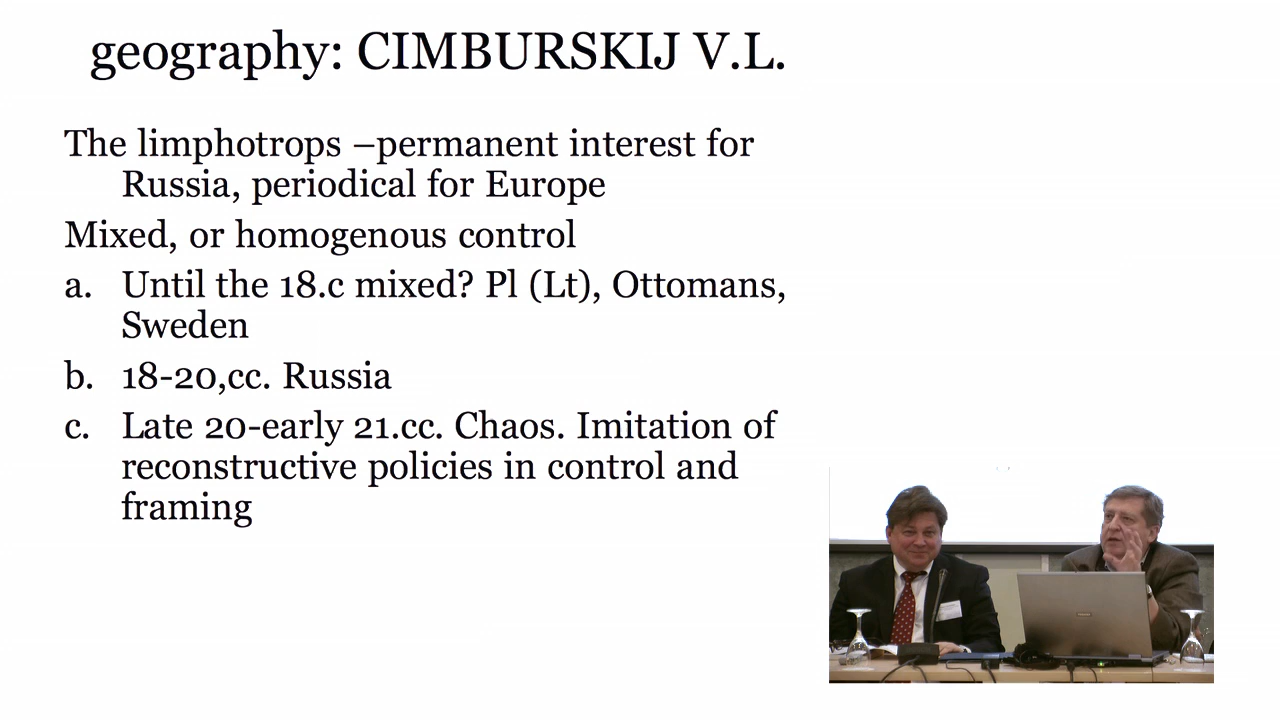 geography: CIMBURSKIJ V.L.
The limphotrops –permanent interest for
Russia, periodical for Europe
Mixed, or homogenous control
a. Until the 18.c mixed? Pl (Lt), Ottomans,
Sweden
b. 18-20,cc. Russia
c. Late 20-early 21.cc. Chaos. Imitation of
reconstructive policies in control and
framing